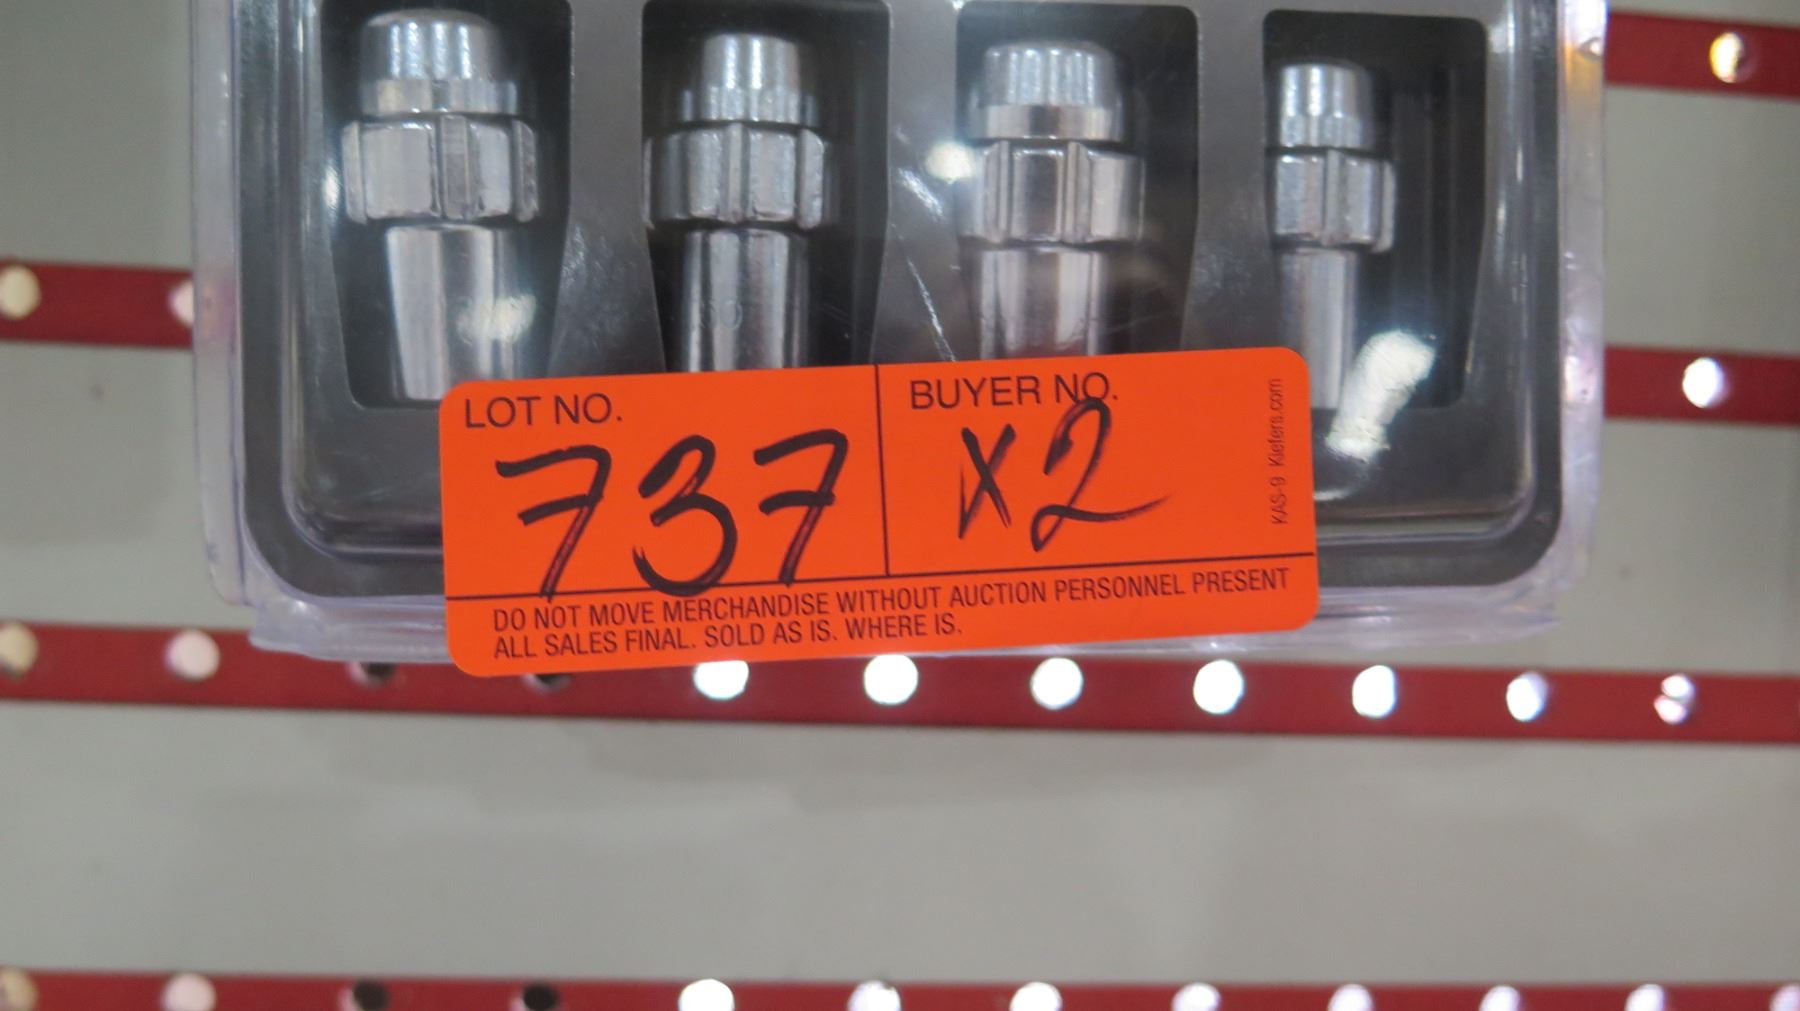 LOT NO.
737
BUYER NO.
X2
DO NOT MOVE MERCHANDISE WITHOUT AUCTION PERSONNEL PRESENT
ALL SALES FINAL. SOLD AS IS. WHERE IS.
KAS-9 Kiefers.com